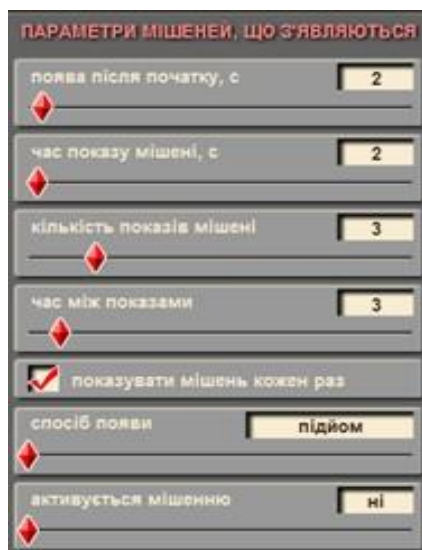 ПАРАМЕТРИ МІШЕНЕЙ, ЩО З'ЯВЛЯЮТЬСЯ
поява після початку, с 2
час показу мішені, с 2
кількість показів мішені 3
час між показами 3
показувати мішень кожен раз
спосіб появи підйом
активується мішенню ні